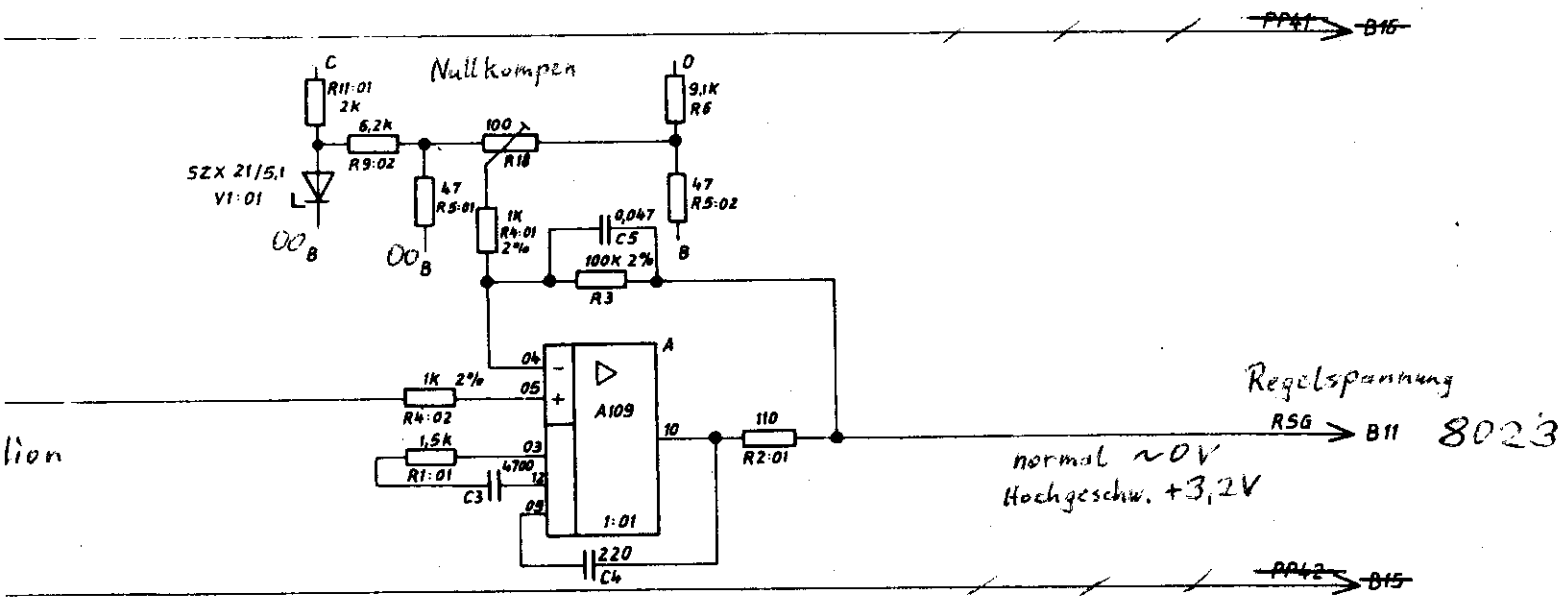 PP41 B16
C Nullkompen O
R11:01 9,1K
2K R6
6,2k 100
R9:02 R18
SZX 21/5,1 47 47
V1:01 R5:01 R5:02
1K 0,047
R4:01 C5
2%
00 B 00 B B
100K 2%
R3
04 - A
1K 2% 05 + A109
R4:02
Regelspannung
10 110 RSG B11 8023
R2:01
lion
1,5k 03
R1:01 4700 12
C3 09
normal ~0V
Hochgeschw. +3,2V
1:01
220
C4
PP42 B15